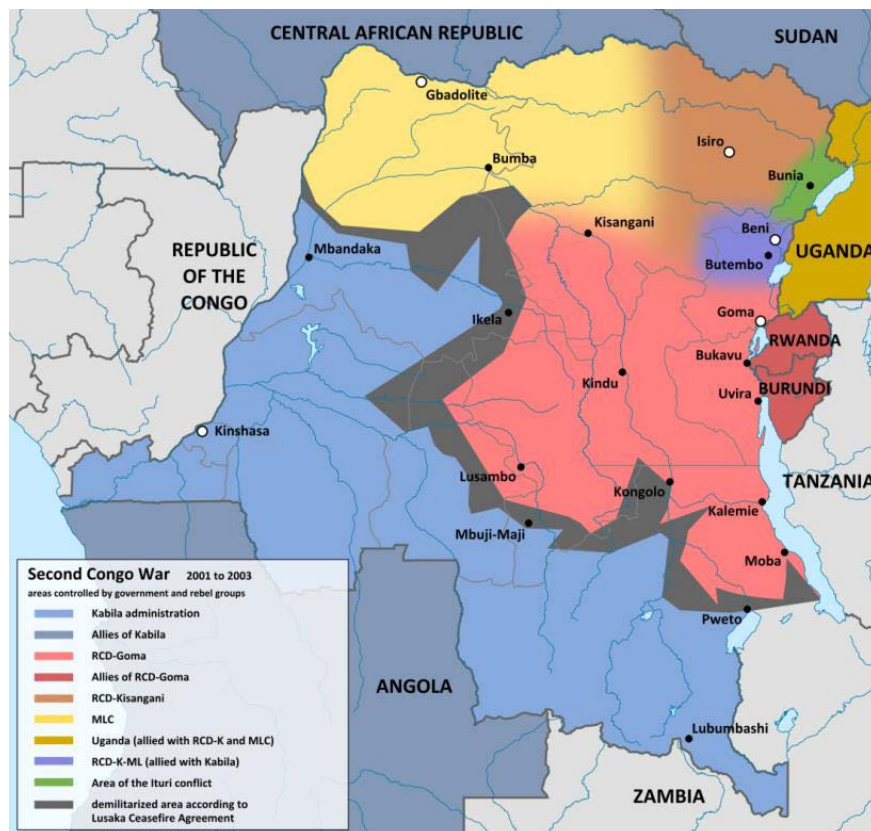 CENTRAL AFRICAN REPUBLIC
SUDAN
Gbadolite
Isiro
Bumba
Bunia
Kisangani
Beni
REPUBLIC
OF THE
CONGO
Mbandaka
Butembo
UGANDA
Ikela
Goma
RWANDA
Bukavu
Kindu
BURUNDI
Uvira
Kinshasa
Lusambo
Kongolo
TANZANIA
Kalemie
Mbuji-Maji
Moba
Pweto
ANGOLA
Lubumbashi
ZAMBIA
Second Congo War 2001 to 2003
areas controlled by government and rebel groups
Kabila administration
Allies of Kabila
RCD-Goma
Allies of RCD-Goma
RCD-Kisangani
MLC
Uganda (allied with RCD-K and MLC)
RCD-K-ML (allied with Kabila)
Area of the Ituri conflict
demilitarized area according to
Lusaka Ceasefire Agreement